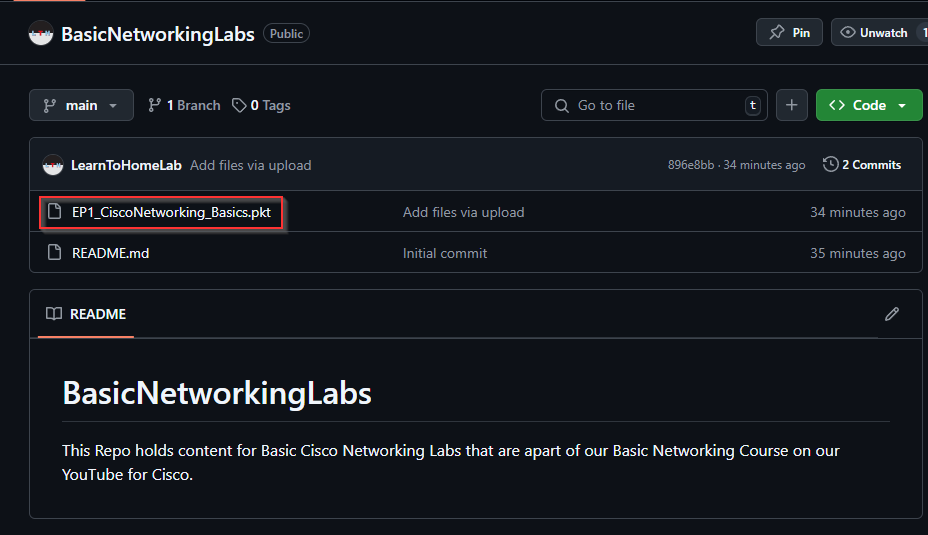 BasicNetworkingLabs Public Pin Unwatch 1
main 1 Branch 0 Tags Go to file t Code
LearnToHomeLab Add files via upload 896e8bb · 34 minutes ago 2 Commits
EP1_CiscoNetworking_Basics.pkt Add files via upload 34 minutes ago
README.md Initial commit 35 minutes ago
README
BasicNetworkingLabs
This Repo holds content for Basic Cisco Networking Labs that are apart of our Basic Networking Course on our
YouTube for Cisco.